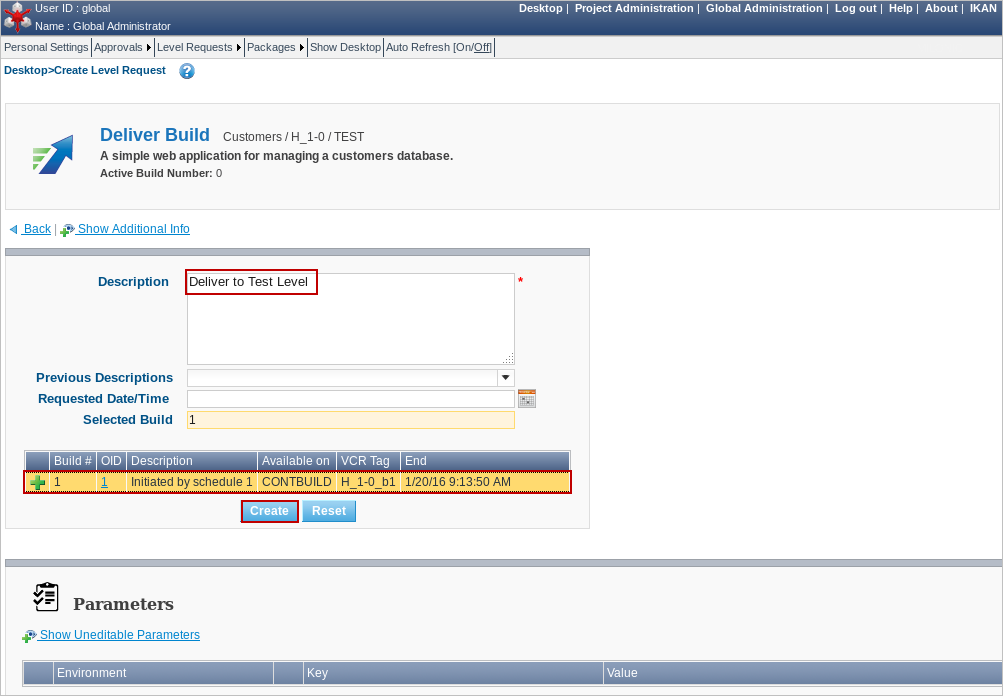 User ID : global
Desktop | Project Administration | Global Administration | Log out | Help | About | IKAN
Name : Global Administrator
Personal Settings Approvals Level Requests Packages Show Desktop Auto Refresh [On/Off]
Desktop>Create Level Request ?
Deliver Build Customers / H_1-0 / TEST
A simple web application for managing a customers database.
Active Build Number: 0
Back | Show Additional Info
Description Deliver to Test Level *
Previous Descriptions
Requested Date/Time
Selected Build 1
Build # OID Description Available on VCR Tag End
1 1 Initiated by schedule 1 CONTBUILD H_1-0_b1 1/20/16 9:13:50 AM
Create Reset
Parameters
Show Uneditable Parameters
Environment Key Value